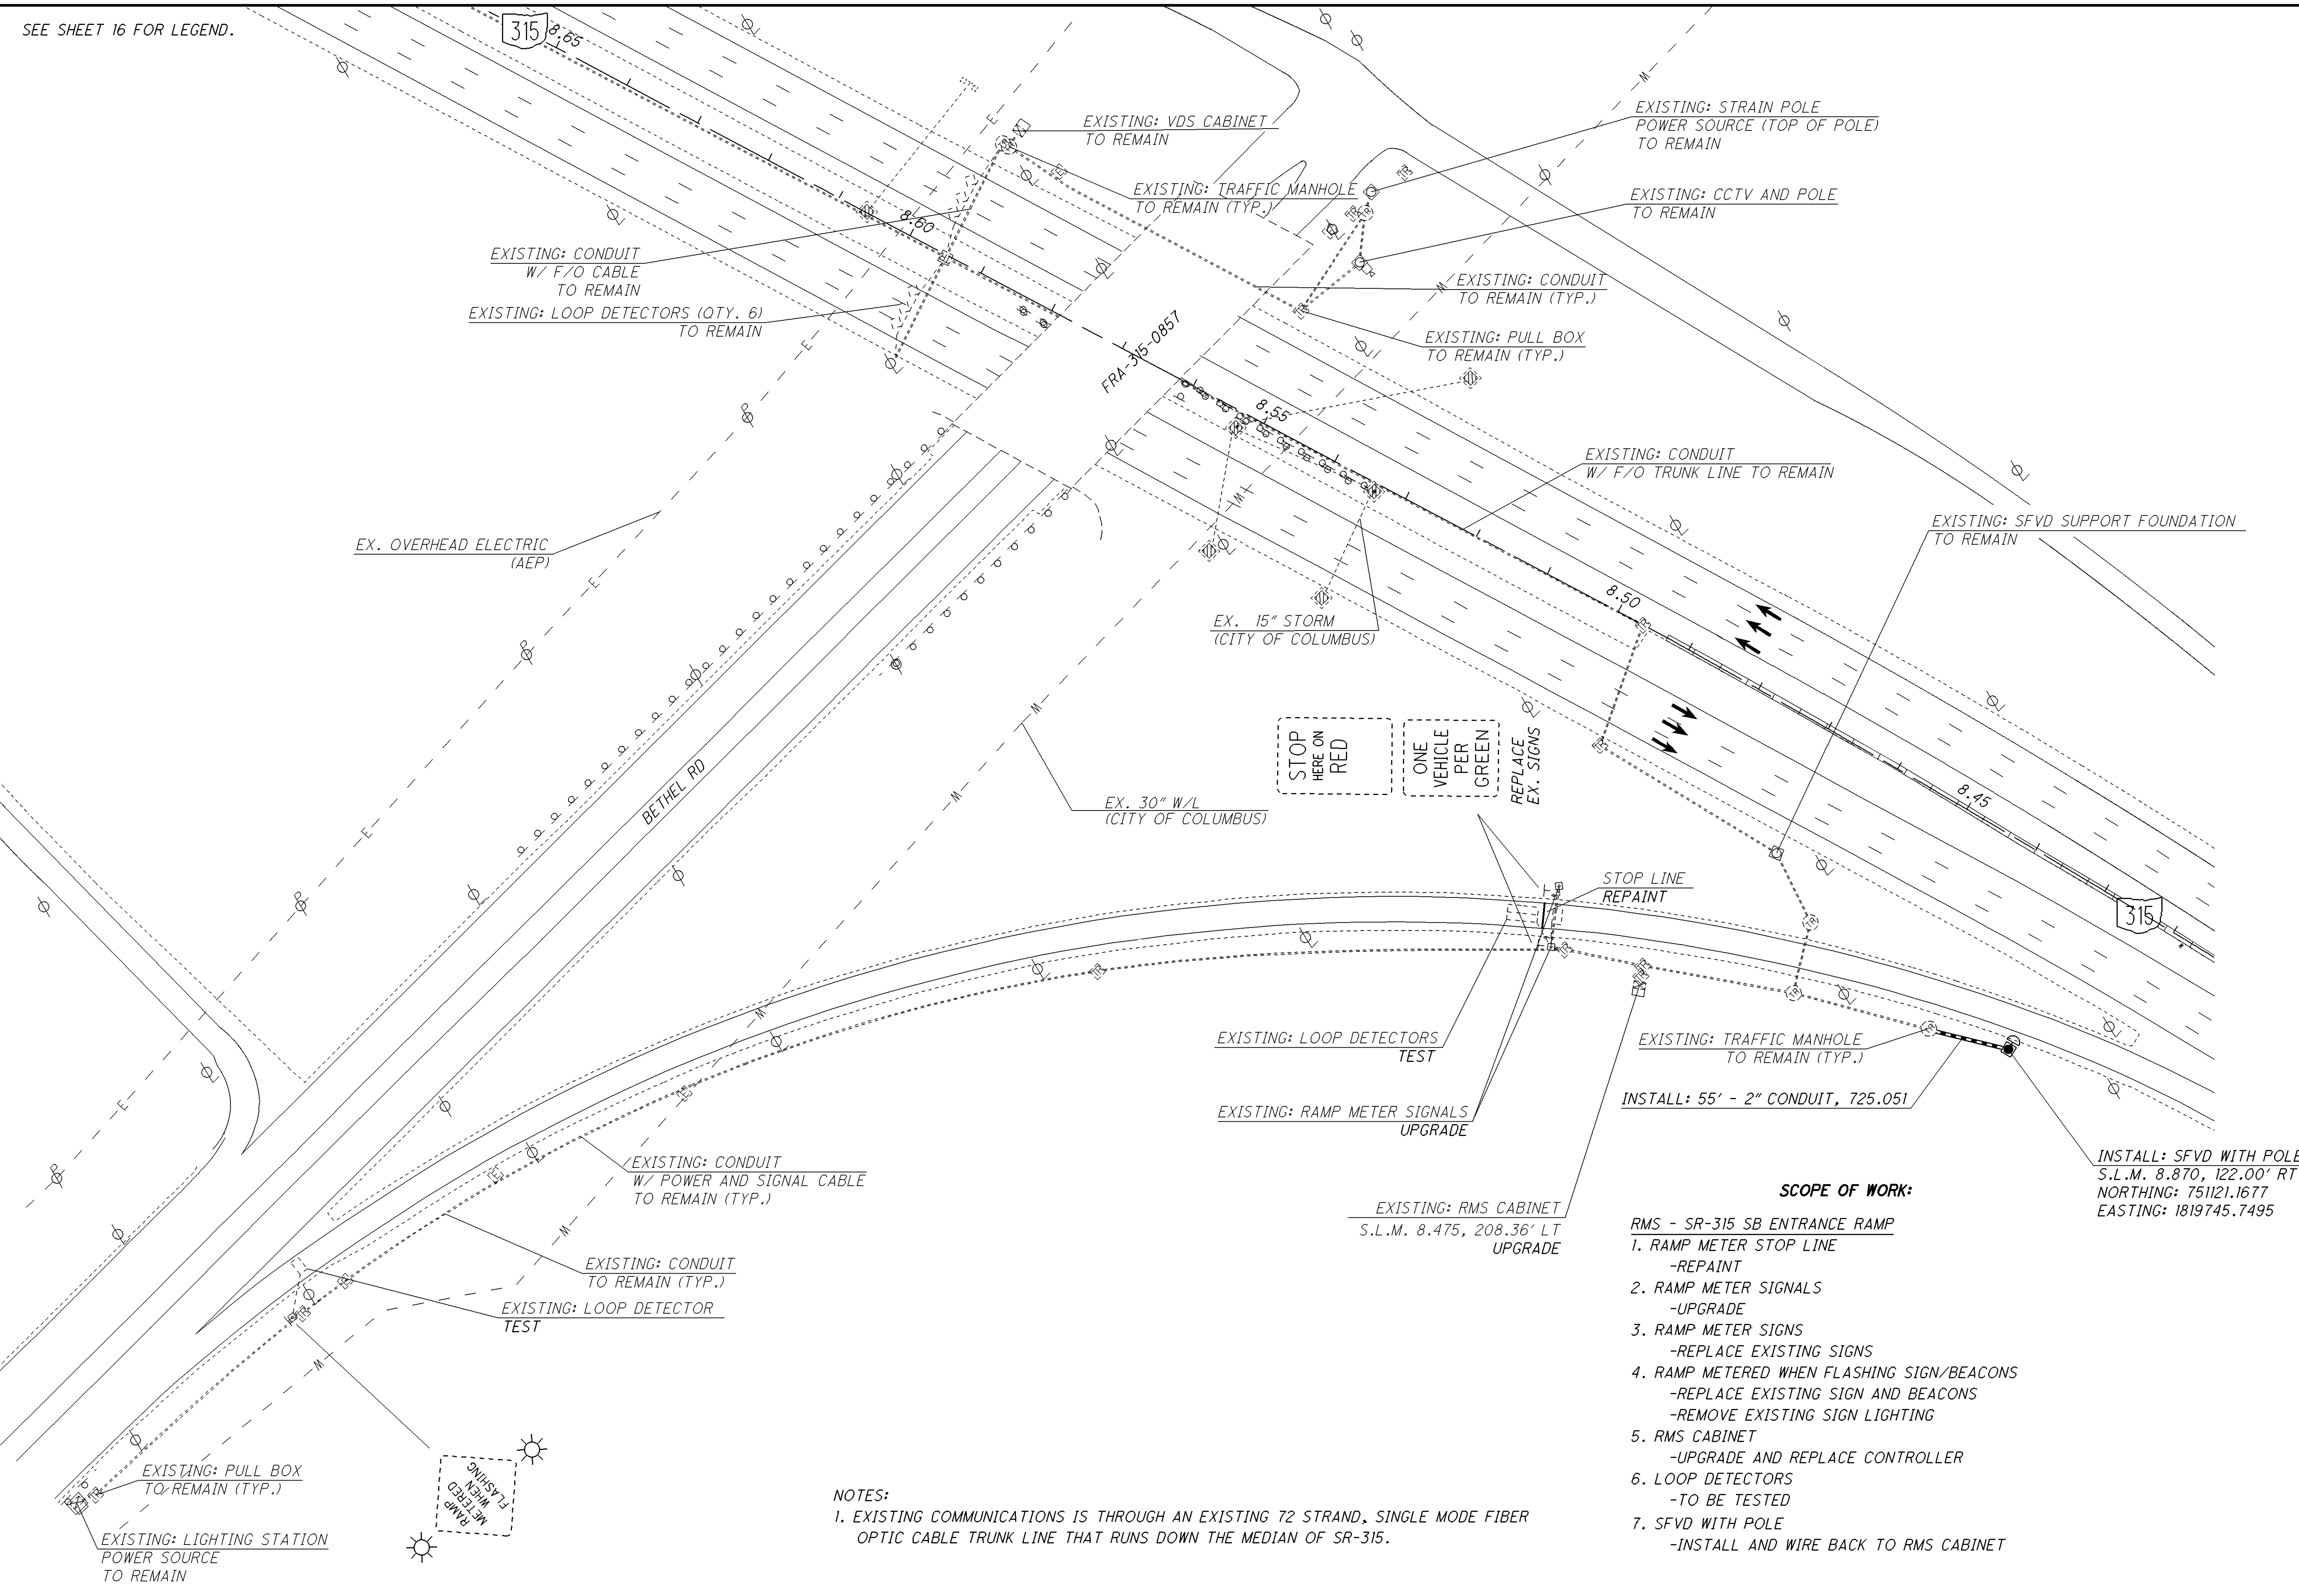 SEE SHEET 16 FOR LEGEND.
315
8.65
EXISTING: VDS CABINET
TO REMAIN
EXISTING: STRAIN POLE
POWER SOURCE (TOP OF POLE)
TO REMAIN
EXISTING: TRAFFIC MANHOLE
TO REMAIN (TYP.)
EXISTING: CCTV AND POLE
TO REMAIN
8.60
EXISTING: CONDUIT
W/ F/O CABLE
TO REMAIN
EXISTING: CONDUIT
TO REMAIN (TYP.)
EXISTING: LOOP DETECTORS (QTY. 6)
TO REMAIN
EXISTING: PULL BOX
TO REMAIN (TYP.)
FRA-315-0857
8.55
EXISTING: CONDUIT
W/ F/O TRUNK LINE TO REMAIN
EXISTING: SFVD SUPPORT FOUNDATION
TO REMAIN
EX. OVERHEAD ELECTRIC
(AEP)
8.50
EX. 15" STORM
(CITY OF COLUMBUS)
STOP
HERE ON
RED
ONE
VEHICLE
PER
GREEN
REPLACE
EX. SIGNS
BETHEL RD
EX. 30" W/L
(CITY OF COLUMBUS)
8.45
STOP LINE
REPAINT
315
EXISTING: LOOP DETECTORS
TEST
EXISTING: TRAFFIC MANHOLE
TO REMAIN (TYP.)
INSTALL: 55' - 2" CONDUIT, 725.051
EXISTING: RAMP METER SIGNALS
UPGRADE
INSTALL: SFVD WITH POLE
S.L.M. 8.870, 122.00' RT
NORTHING: 751121.1677
EASTING: 1819745.7495
EXISTING: CONDUIT
W/ POWER AND SIGNAL CABLE
TO REMAIN (TYP.)
EXISTING: RMS CABINET
S.L.M. 8.475, 208.36' LT
UPGRADE
EXISTING: CONDUIT
TO REMAIN (TYP.)
EXISTING: LOOP DETECTOR
TEST
RAMP
METERED
WHEN
FLASHING
EXISTING: PULL BOX
TO REMAIN (TYP.)
EXISTING: LIGHTING STATION
POWER SOURCE
TO REMAIN
NOTES:
1. EXISTING COMMUNICATIONS IS THROUGH AN EXISTING 72 STRAND, SINGLE MODE FIBER
OPTIC CABLE TRUNK LINE THAT RUNS DOWN THE MEDIAN OF SR-315.
SCOPE OF WORK:
RMS - SR-315 SB ENTRANCE RAMP
1. RAMP METER STOP LINE
-REPAINT
2. RAMP METER SIGNALS
-UPGRADE
3. RAMP METER SIGNS
-REPLACE EXISTING SIGNS
4. RAMP METERED WHEN FLASHING SIGN/BEACONS
-REPLACE EXISTING SIGN AND BEACONS
-REMOVE EXISTING SIGN LIGHTING
5. RMS CABINET
-UPGRADE AND REPLACE CONTROLLER
6. LOOP DETECTORS
-TO BE TESTED
7. SFVD WITH POLE
-INSTALL AND WIRE BACK TO RMS CABINET